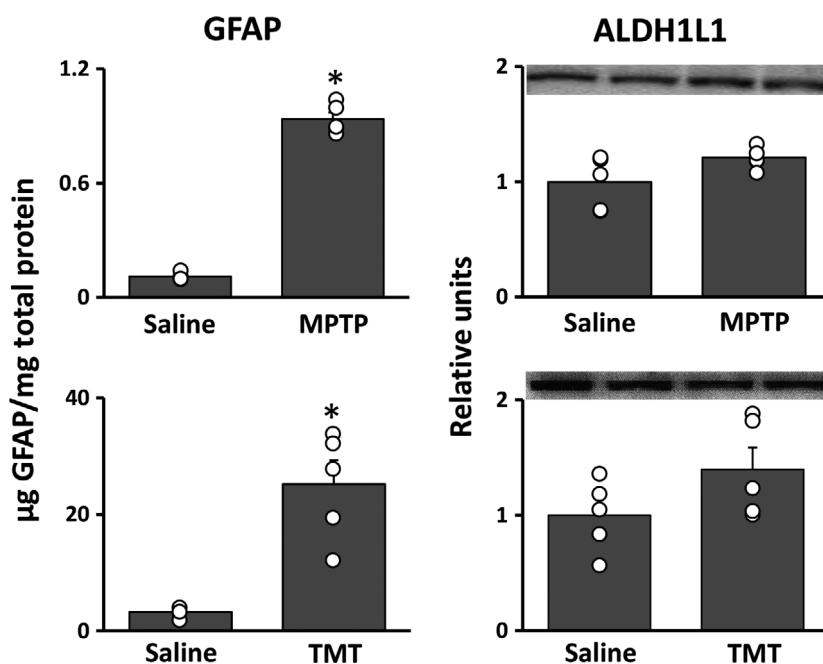 GFAP
ALDH1L1
µg GFAP/mg total protein
1.2
0.6
0
*
Saline
MPTP
Relative units
2
1
0
Saline
MPTP
40
20
0
*
Saline
TMT
2
1
0
Saline
TMT